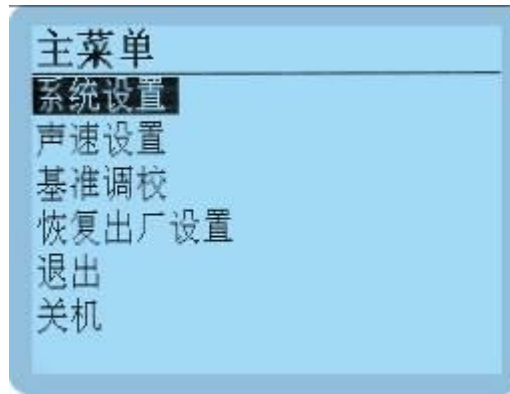 主菜单
系统设置
声速设置
基准调校
恢复出厂设置
退出
关机